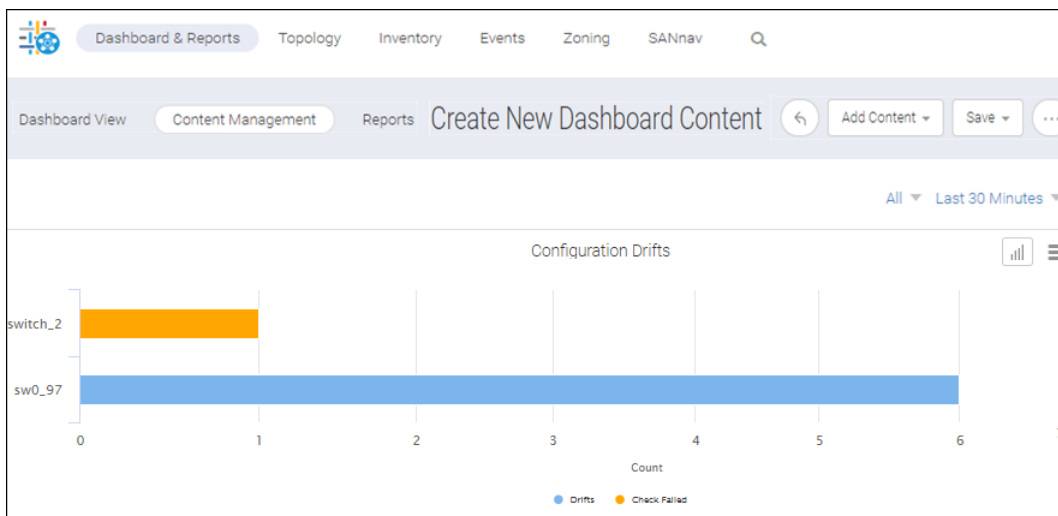 Dashboard & Reports Topology Inventory Events Zoning SANnav
Dashboard View Content Management Reports Create New Dashboard Content Add Content Save ...
All Last 30 Minutes
Configuration Drifts
switch_2
sw0_97
0 1 2 3 4 5 6
Count
Drifts Check Failed